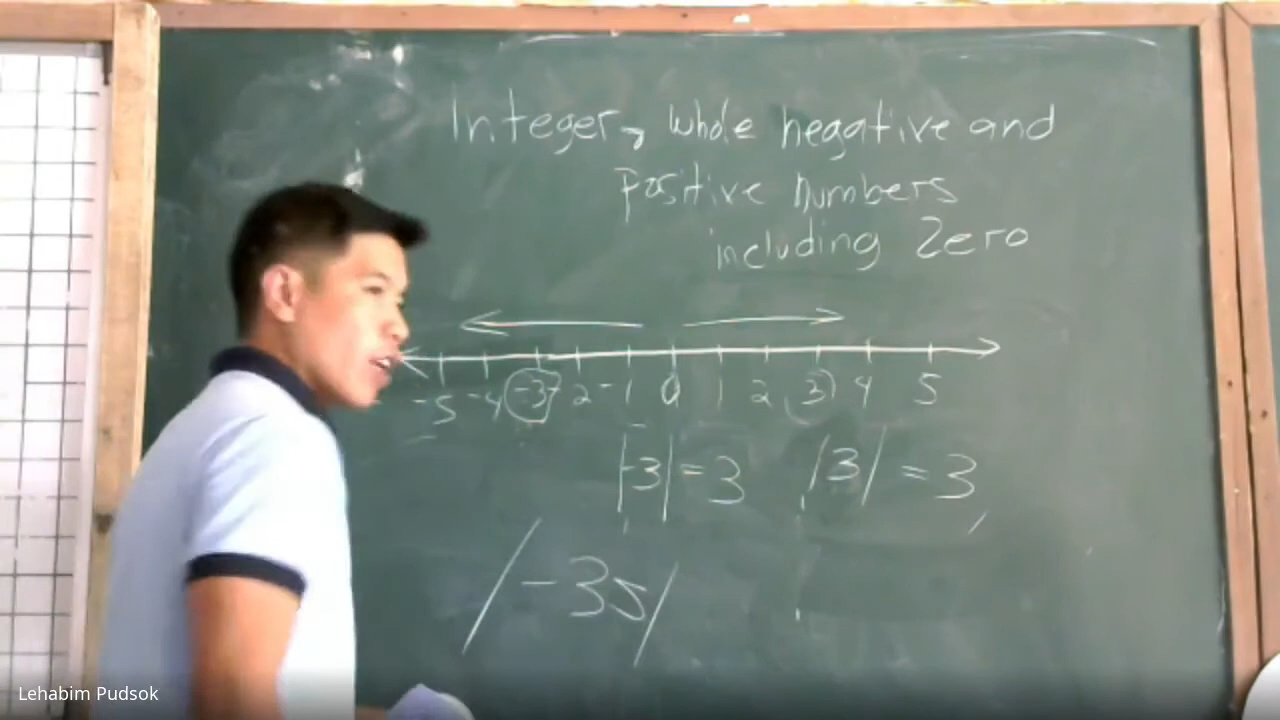 Integer, whole negative and
positive numbers
including Zero
-5 -4 -3 -2 -1 0 1 2 3 4 5
|-3| = 3 |3| = 3
|-35|
Lehabim Pudsok